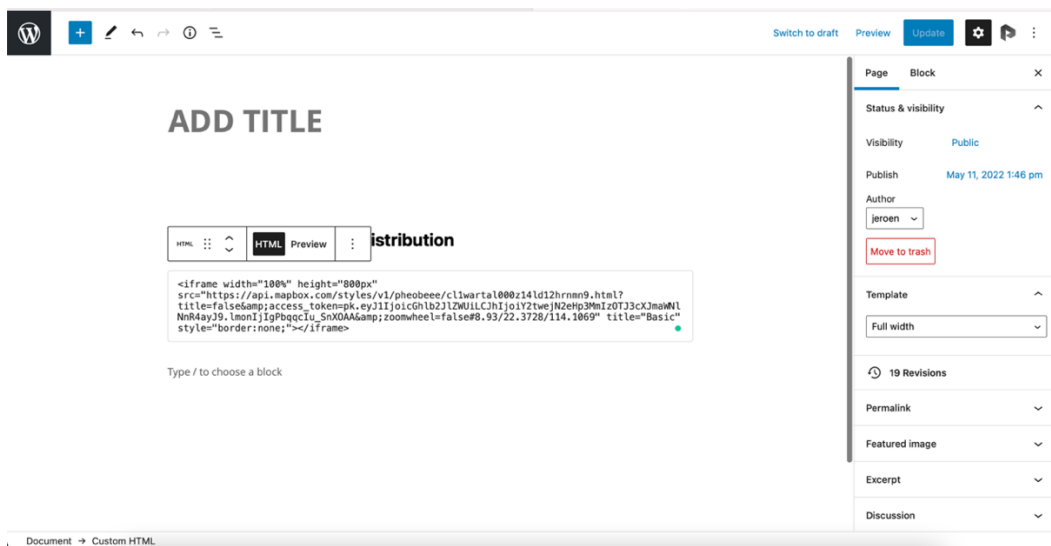 Switch to draft Preview Update
Page Block
ADD TITLE
Status & visibility
Visibility Public
Publish May 11, 2022 1:46 pm
Author
jeroen
Move to trash
HTML HTML Preview istribution
<iframe width="100%" height="800px"
src="https://api.mapbox.com/styles/v1/pheobeee/cl1wartal000z14ld12hrnmn9.html?
title=false&amp;access_token=pk.eyJ1IjoicGhlb2JlZWUiLCJhIjoiY2twejN2eHp3MmIzOTJ3cXJmaWNl
NnR4ayJ9.lmonIjIgPbqqcIu_SnXOAA&amp;zoomwheel=false#8.93/22.3728/114.1069" title="Basic"
style="border:none;"></iframe>
Type / to choose a block
Template
Full width
19 Revisions
Permalink
Featured image
Excerpt
Discussion
Document → Custom HTML